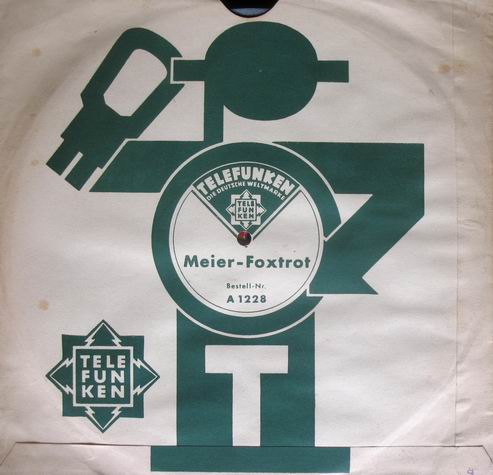 TELEFUNKEN
DIE DEUTSCHE WELTMARKE
TELE
FUN
KEN
Meier-Foxtrot
Bestell-Nr.
A 1228
T
TELE
FUN
KEN